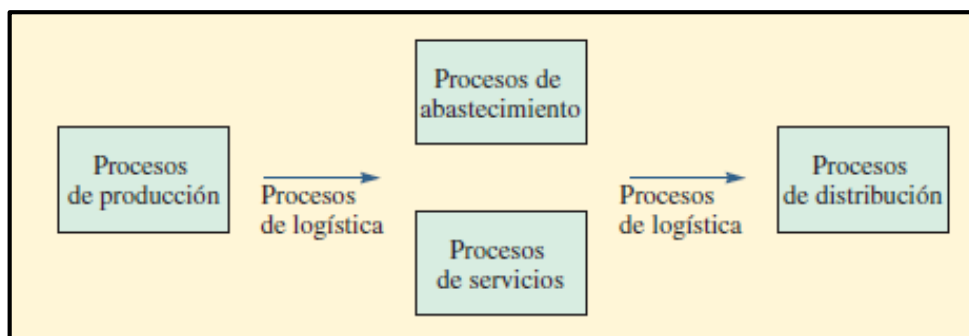 Procesos
de producción
Procesos
de logística
Procesos de
abastecimiento
Procesos
de servicios
Procesos
de logística
Procesos
de distribución